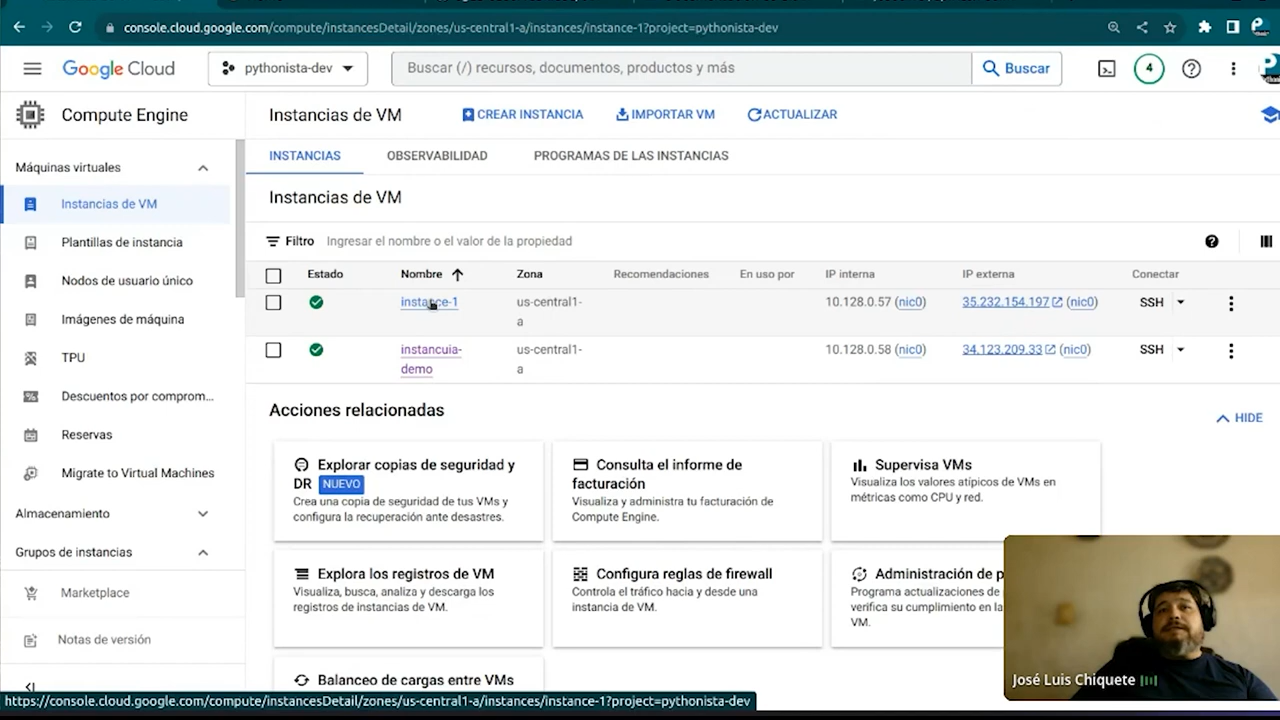 console.cloud.google.com/compute/instancesDetail/zones/us-central1-a/instances/instance-1?project=pythonista-dev
Google Cloud
pythonista-dev
Buscar (/) recursos, documentos, productos y más
Buscar
4
Compute Engine
Instancias de VM
CREAR INSTANCIA
IMPORTAR VM
ACTUALIZAR
Máquinas virtuales
Instancias de VM
Plantillas de instancia
Nodos de usuario único
Imágenes de máquina
TPU
Descuentos por comprom...
Reservas
Migrate to Virtual Machines
Almacenamiento
Grupos de instancias
Marketplace
Notas de versión
INSTANCIAS
OBSERVABILIDAD
PROGRAMAS DE LAS INSTANCIAS
Instancias de VM
Filtro Ingresar el nombre o el valor de la propiedad
Estado Nombre Zona Recomendaciones En uso por IP interna IP externa Conectar
instance-1 us-central1- 10.128.0.57 (nic0) 35.232.154.197 (nic0) SSH
a
instancuia- us-central1- 10.128.0.58 (nic0) 34.123.209.33 (nic0) SSH
demo a
Acciones relacionadas
HIDE
Explorar copias de seguridad y
DR NUEVO
Crea una copia de seguridad de tus VMs y
configura la recuperación ante desastres.
Consulta el informe de
facturación
Visualiza y administra tu facturación de
Compute Engine.
Supervisa VMs
Visualiza los valores atípicos de VMs en
métricas como CPU y red.
Explora los registros de VM
Visualiza, busca, analiza y descarga los
registros de instancias de VM.
Configura reglas de firewall
Controla el tráfico hacia y desde una
instancia de VM.
Administración de p
Programa actualizaciones de
verifica su cumplimiento en la
VM.
Balanceo de cargas entre VMs
José Luis Chiquete
https://console.cloud.google.com/compute/instancesDetail/zones/us-central1-a/instances/instance-1?project=pythonista-dev